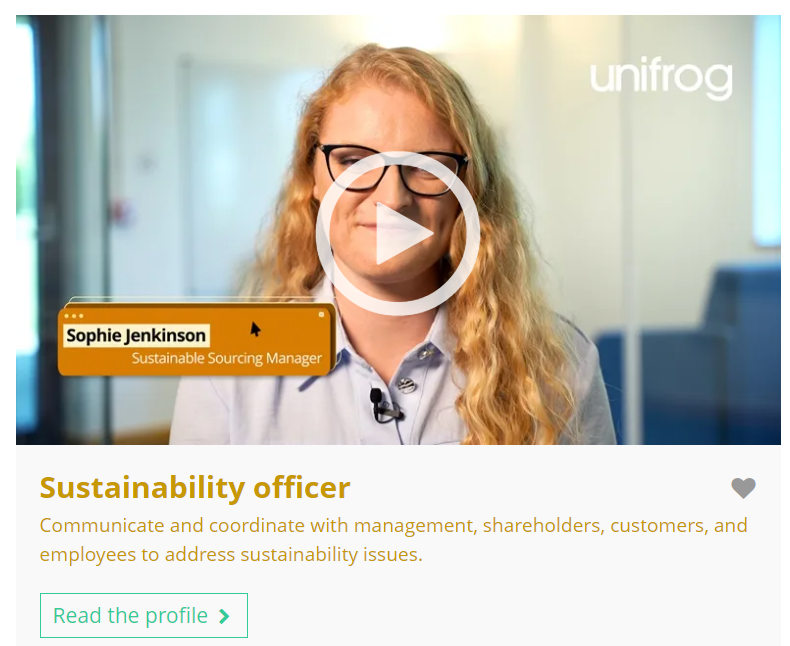 unifrog
Sophie Jenkinson
Sustainable Sourcing Manager
Sustainability officer
Communicate and coordinate with management, shareholders, customers, and
employees to address sustainability issues.
Read the profile